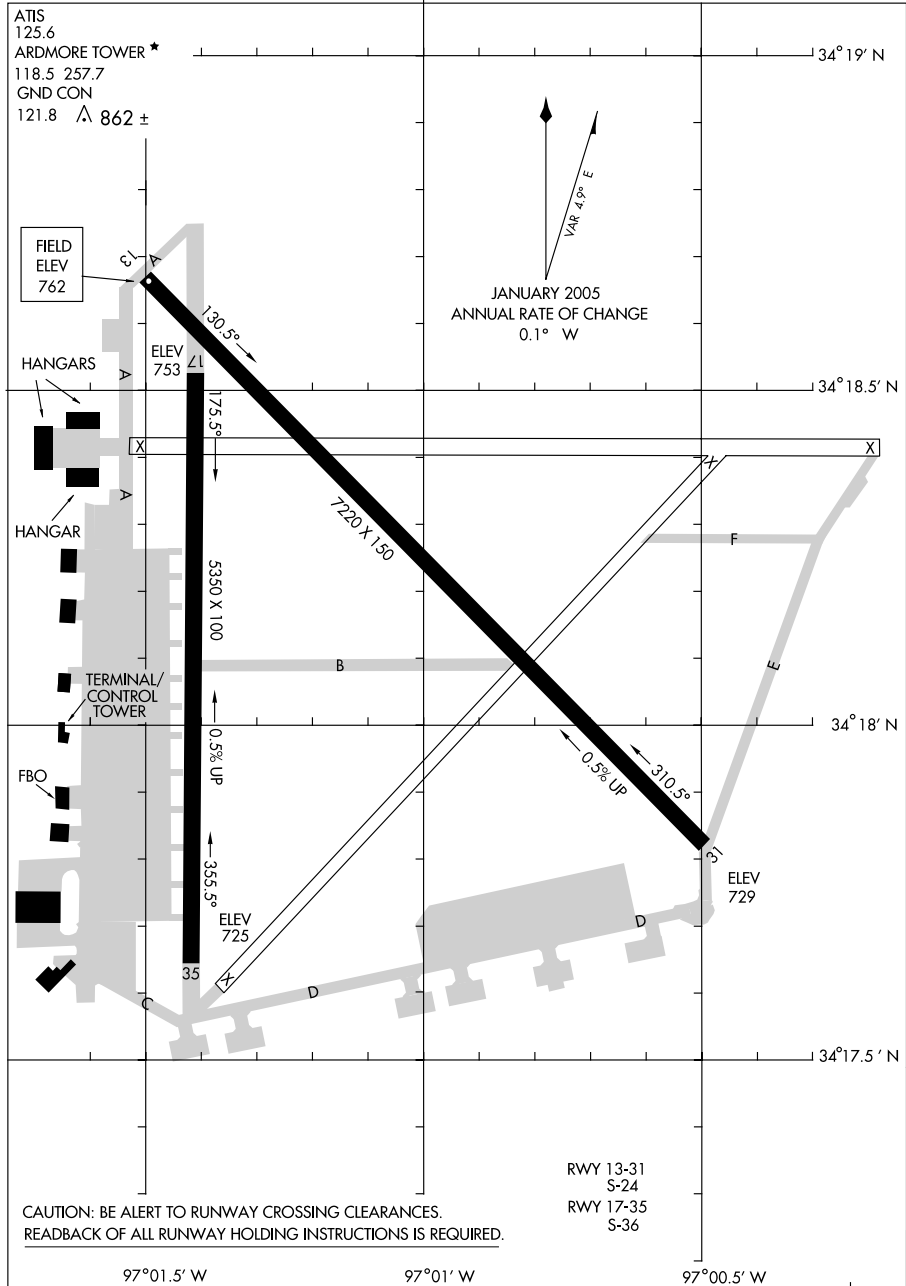 ATIS
125.6
ARDMORE TOWER ★
118.5 257.7
GND CON
121.8 862 ±
34°19' N
VAR 4.9° E
JANUARY 2005
ANNUAL RATE OF CHANGE
0.1° W
FIELD
ELEV
762
13
A
130.5°
ELEV
753
17
HANGARS
A
34°18.5' N
175.5°
X
X
X
A
HANGAR
7220 X 150
F
5350 X 100
B
E
TERMINAL/
CONTROL
TOWER
34°18' N
0.5% UP
0.5% UP
310.5°
FBO
355.5°
31
ELEV
729
ELEV
725
D
35
X
D
C
34°17.5' N
RWY 13-31
S-24
RWY 17-35
S-36
CAUTION: BE ALERT TO RUNWAY CROSSING CLEARANCES.
READBACK OF ALL RUNWAY HOLDING INSTRUCTIONS IS REQUIRED.
97°01.5' W
97°01' W
97°00.5' W